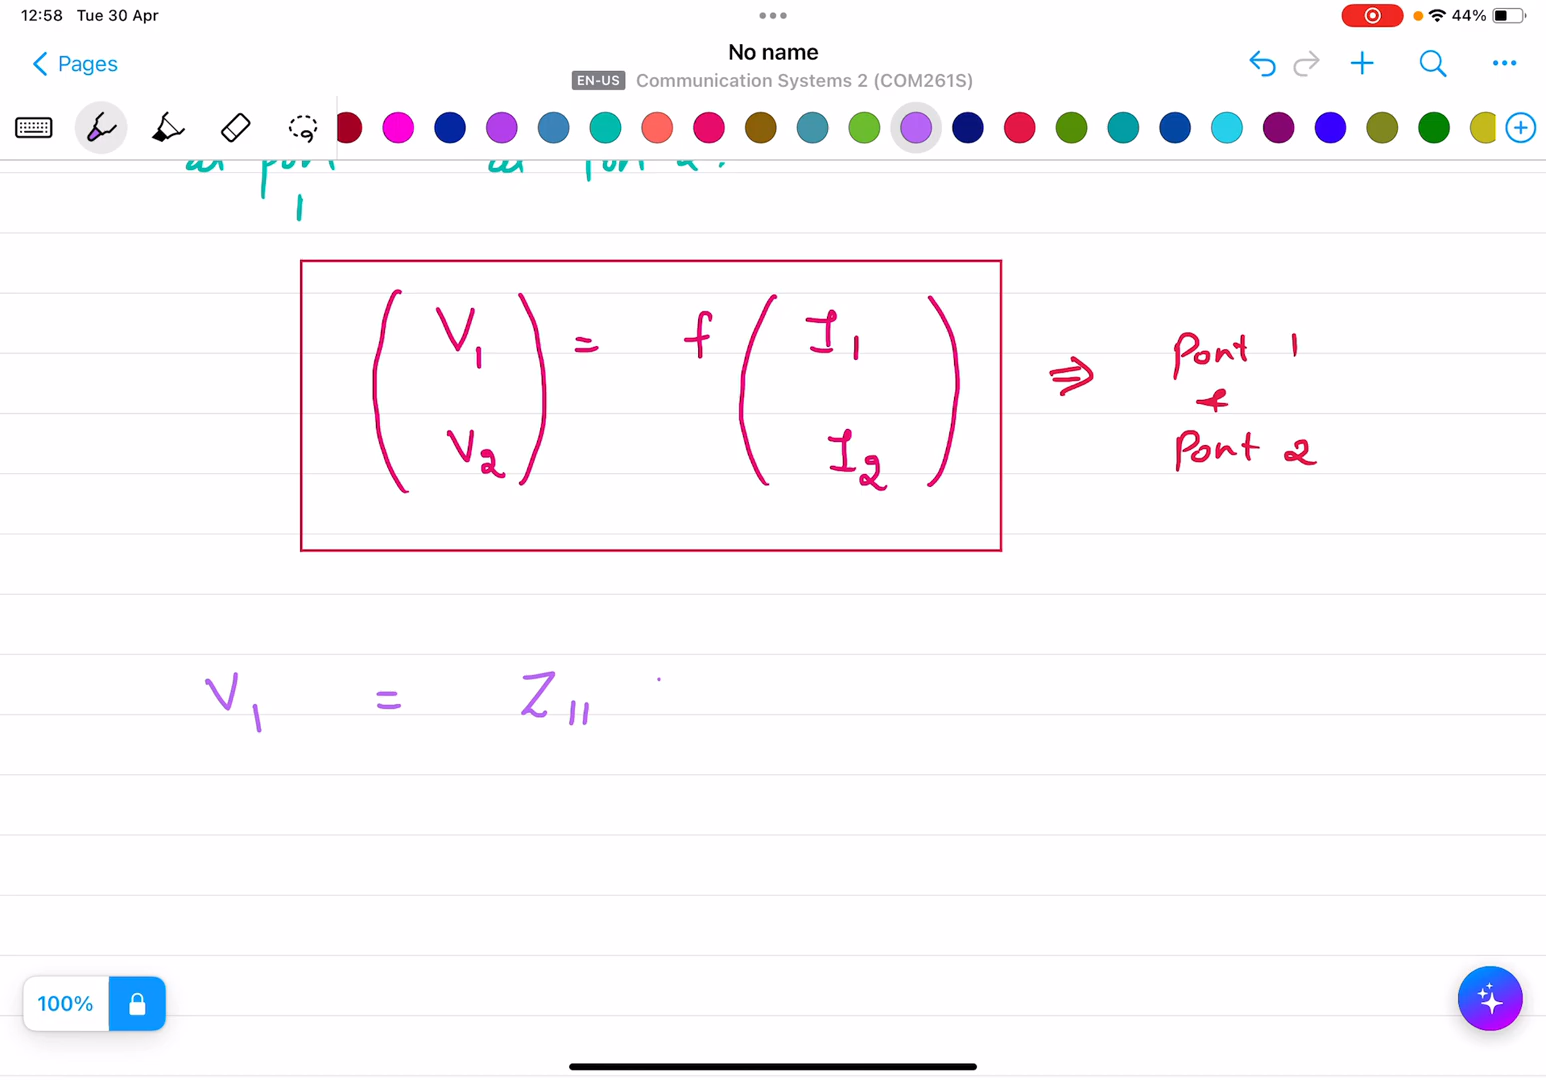 12:58 Tue 30 Apr
44%
Pages
No name
EN-US Communication Systems 2 (COM261S)
1
V1 = f I1
V2 I2
⇒ Port 1
&
Port 2
V1 = Z11
100%